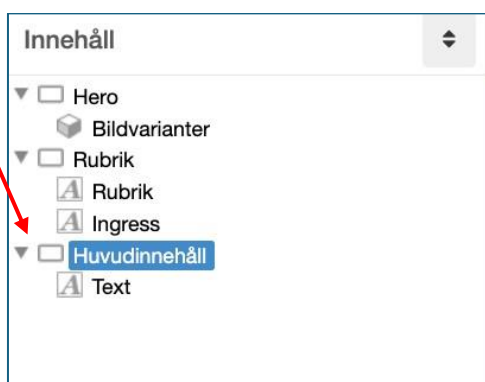 Innehåll
Hero
Bildvarianter
Rubrik
Rubrik
Ingress
Huvudinnehåll
Text